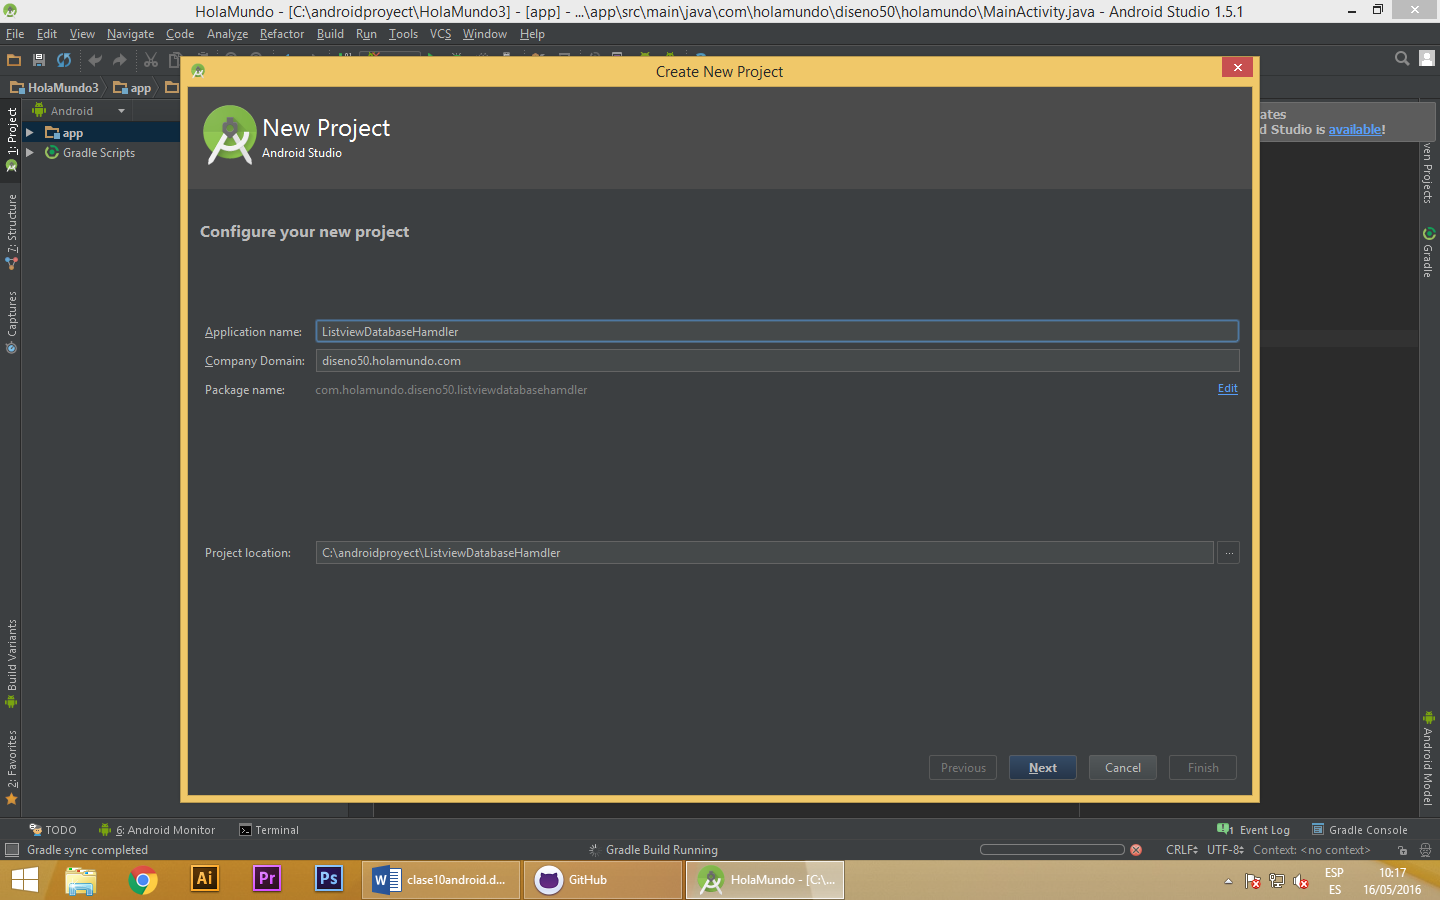 HolaMundo - [C:\androidproyect\HolaMundo3] - [app] - ...\app\src\main\java\com\holamundo\diseno50\holamundo\MainActivity.java - Android Studio 1.5.1
File Edit View Navigate Code Analyze Refactor Build Run Tools VCS Window Help
Create New Project
HolaMundo3 app
1: Project
Android
app
Gradle Scripts
7: Structure
Captures
Build Variants
2: Favorites
New Project
Android Studio
Configure your new project
Application name: ListviewDatabaseHamdler
Company Domain: diseno50.holamundo.com
Package name: com.holamundo.diseno50.listviewdatabasehamdler Edit
Project location: C:\androidproyect\ListviewDatabaseHamdler ...
Previous Next Cancel Finish
ates
d Studio is available!
ven Projects
Gradle
Android Model
TODO 6: Android Monitor Terminal Event Log Gradle Console
Gradle sync completed Gradle Build Running CRLF UTF-8 Context: <no context>
Ai Pr Ps clase10android.d... GitHub HolaMundo - [C:\...
ESP 10:17
ES 16/05/2016